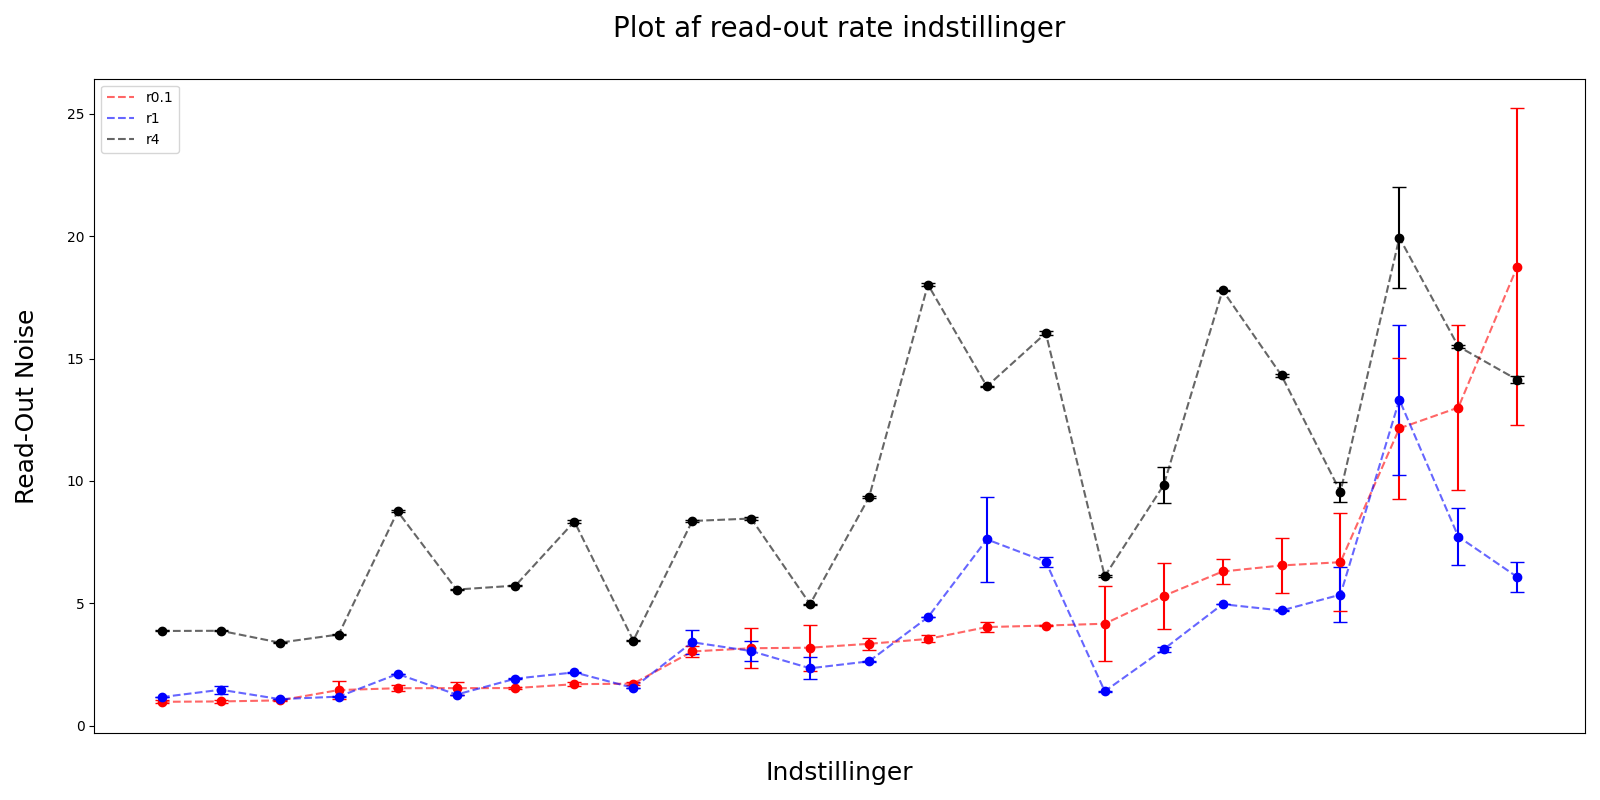 Plot af read-out rate indstillinger
r0.1
r1
r4
25
20
15
10
5
0
Read-Out Noise
Indstillinger